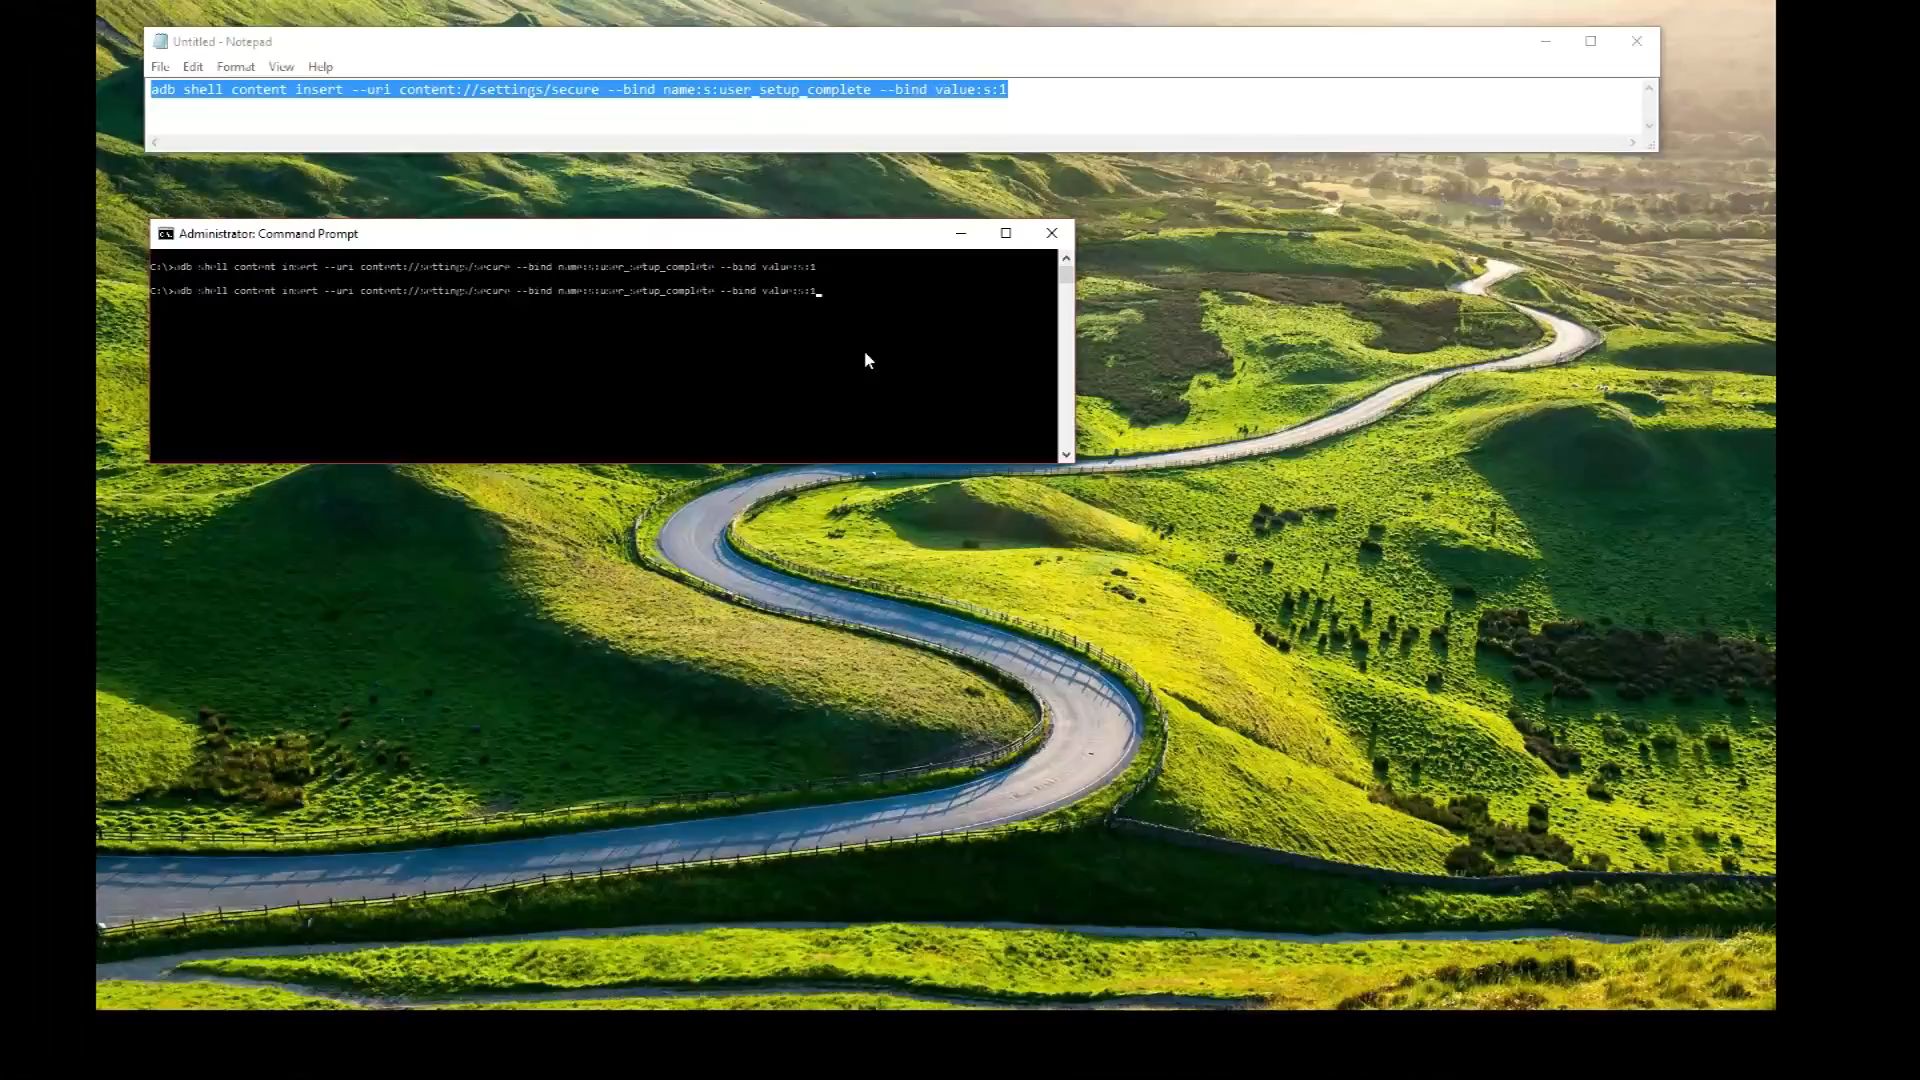 Untitled - Notepad
File Edit Format View Help
adb shell content insert --uri content://settings/secure --bind name:s:user_setup_complete --bind value:s:1
Administrator: Command Prompt
C:\>adb shell content insert --uri content://settings/secure --bind name:s:user_setup_complete --bind value:s:1
C:\>adb shell content insert --uri content://settings/secure --bind name:s:user_setup_complete --bind value:s:1_